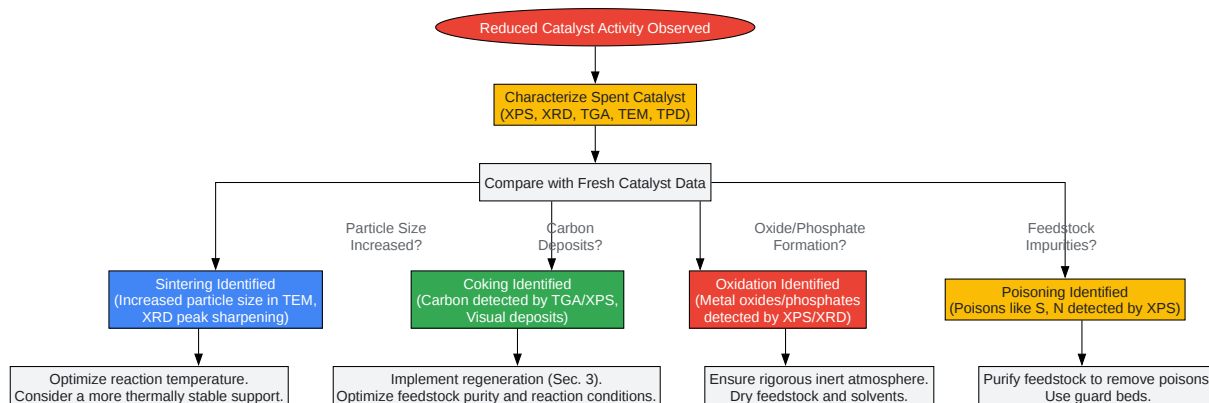 Reduced Catalyst Activity Observed
Characterize Spent Catalyst
(XPS, XRD, TGA, TEM, TPD)
Compare with Fresh Catalyst Data
Particle Size
Increased?
Carbon
Deposits?
Oxide/Phosphate
Formation?
Feedstock
Impurities?
Sintering Identified
(Increased particle size in TEM,
XRD peak sharpening)
Coking Identified
(Carbon detected by TGA/XPS,
Visual deposits)
Oxidation Identified
(Metal oxides/phosphates
detected by XPS/XRD)
Poisoning Identified
(Poisons like S, N detected by XPS)
Optimize reaction temperature.
Consider a more thermally stable support.
Implement regeneration (Sec. 3).
Optimize feedstock purity and reaction conditions.
Ensure rigorous inert atmosphere.
Dry feedstock and solvents.
Purify feedstock to remove poisons
Use guard beds.